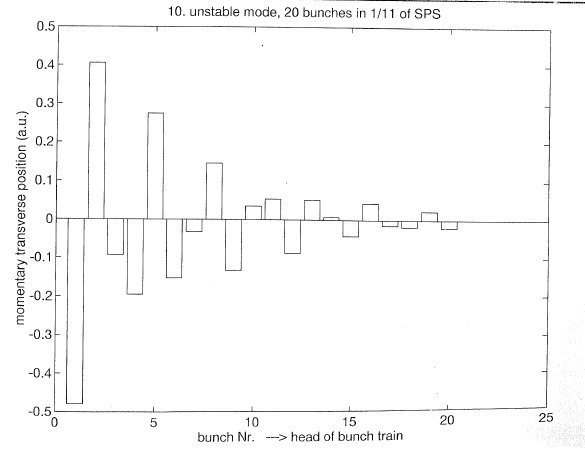 10. unstable mode, 20 bunches in 1/11 of SPS
0.5
0.4
0.3
0.2
0.1
0
-0.1
-0.2
-0.3
-0.4
-0.5
momentary transverse position (a.u.)
0 5 10 15 20 25
bunch Nr. ---> head of bunch train